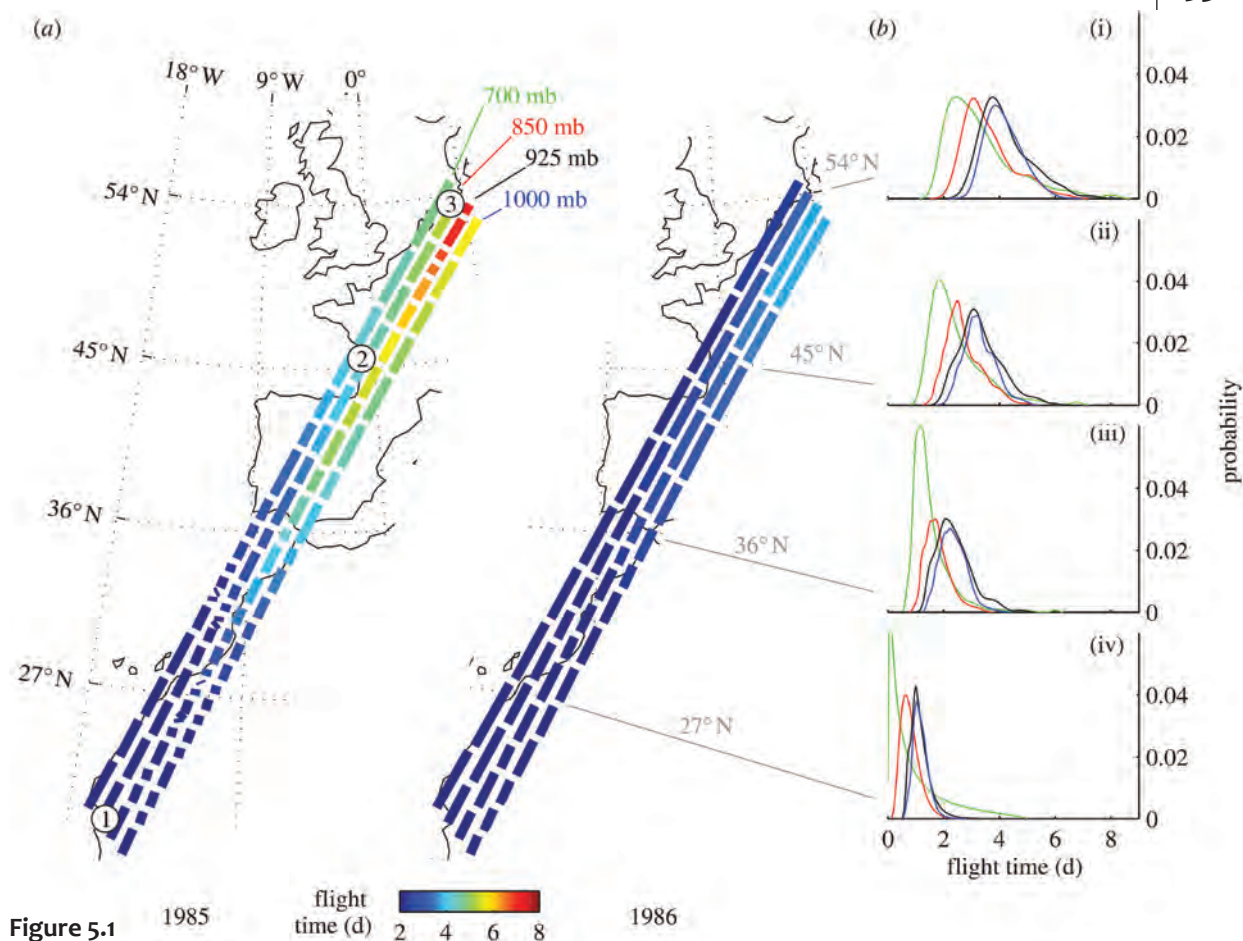 (a)
18°W
9°W
0°
700 mb
850 mb
925 mb
1000 mb
54°N
45°N
36°N
27°N
1
2
3
54°N
45°N
36°N
27°N
(b)
(i)
0.04
0.02
0
(ii)
0.04
0.02
0
(iii)
0.04
0.02
0
(iv)
0.04
0.02
0
probability
0 2 4 6 8
flight time (d)
1985
flight
time (d)
2 4 6 8
1986
Figure 5.1